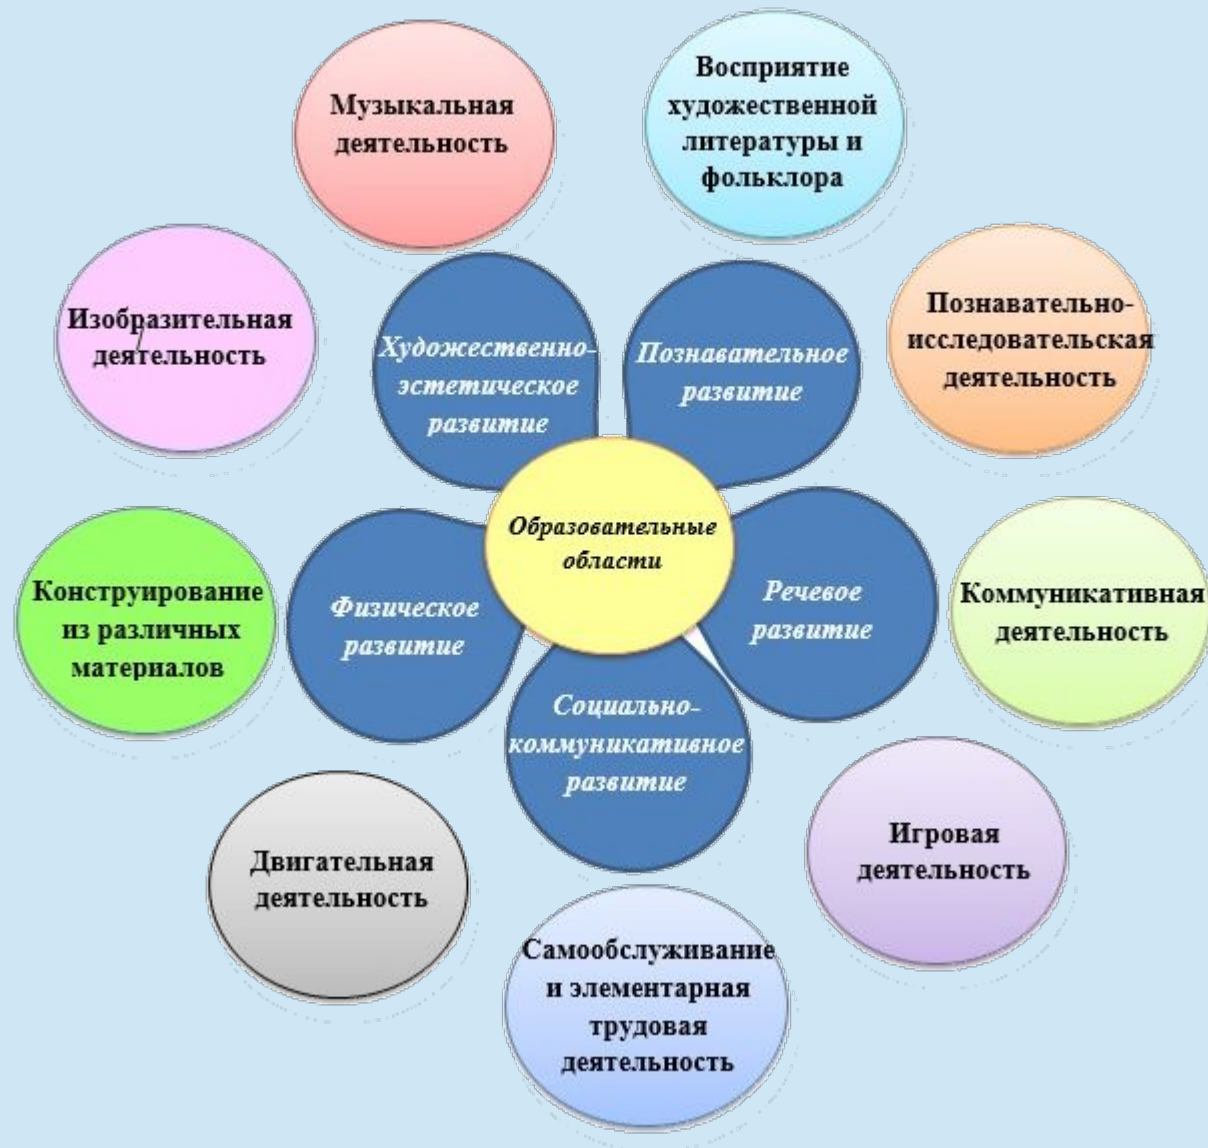 Музыкальная
деятельность
Восприятие
художественной
литературы и
фольклора
Изобразительная
деятельность
Познавательно-
исследовательская
деятельность
Художественно-
эстетическое
развитие
Познавательное
развитие
Образовательные
области
Конструирование
из различных
материалов
Физическое
развитие
Речевое
развитие
Коммуникативная
деятельность
Социально-
коммуникативное
развитие
Двигательная
деятельность
Игровая
деятельность
Самообслуживание
и элементарная
трудовая
деятельность